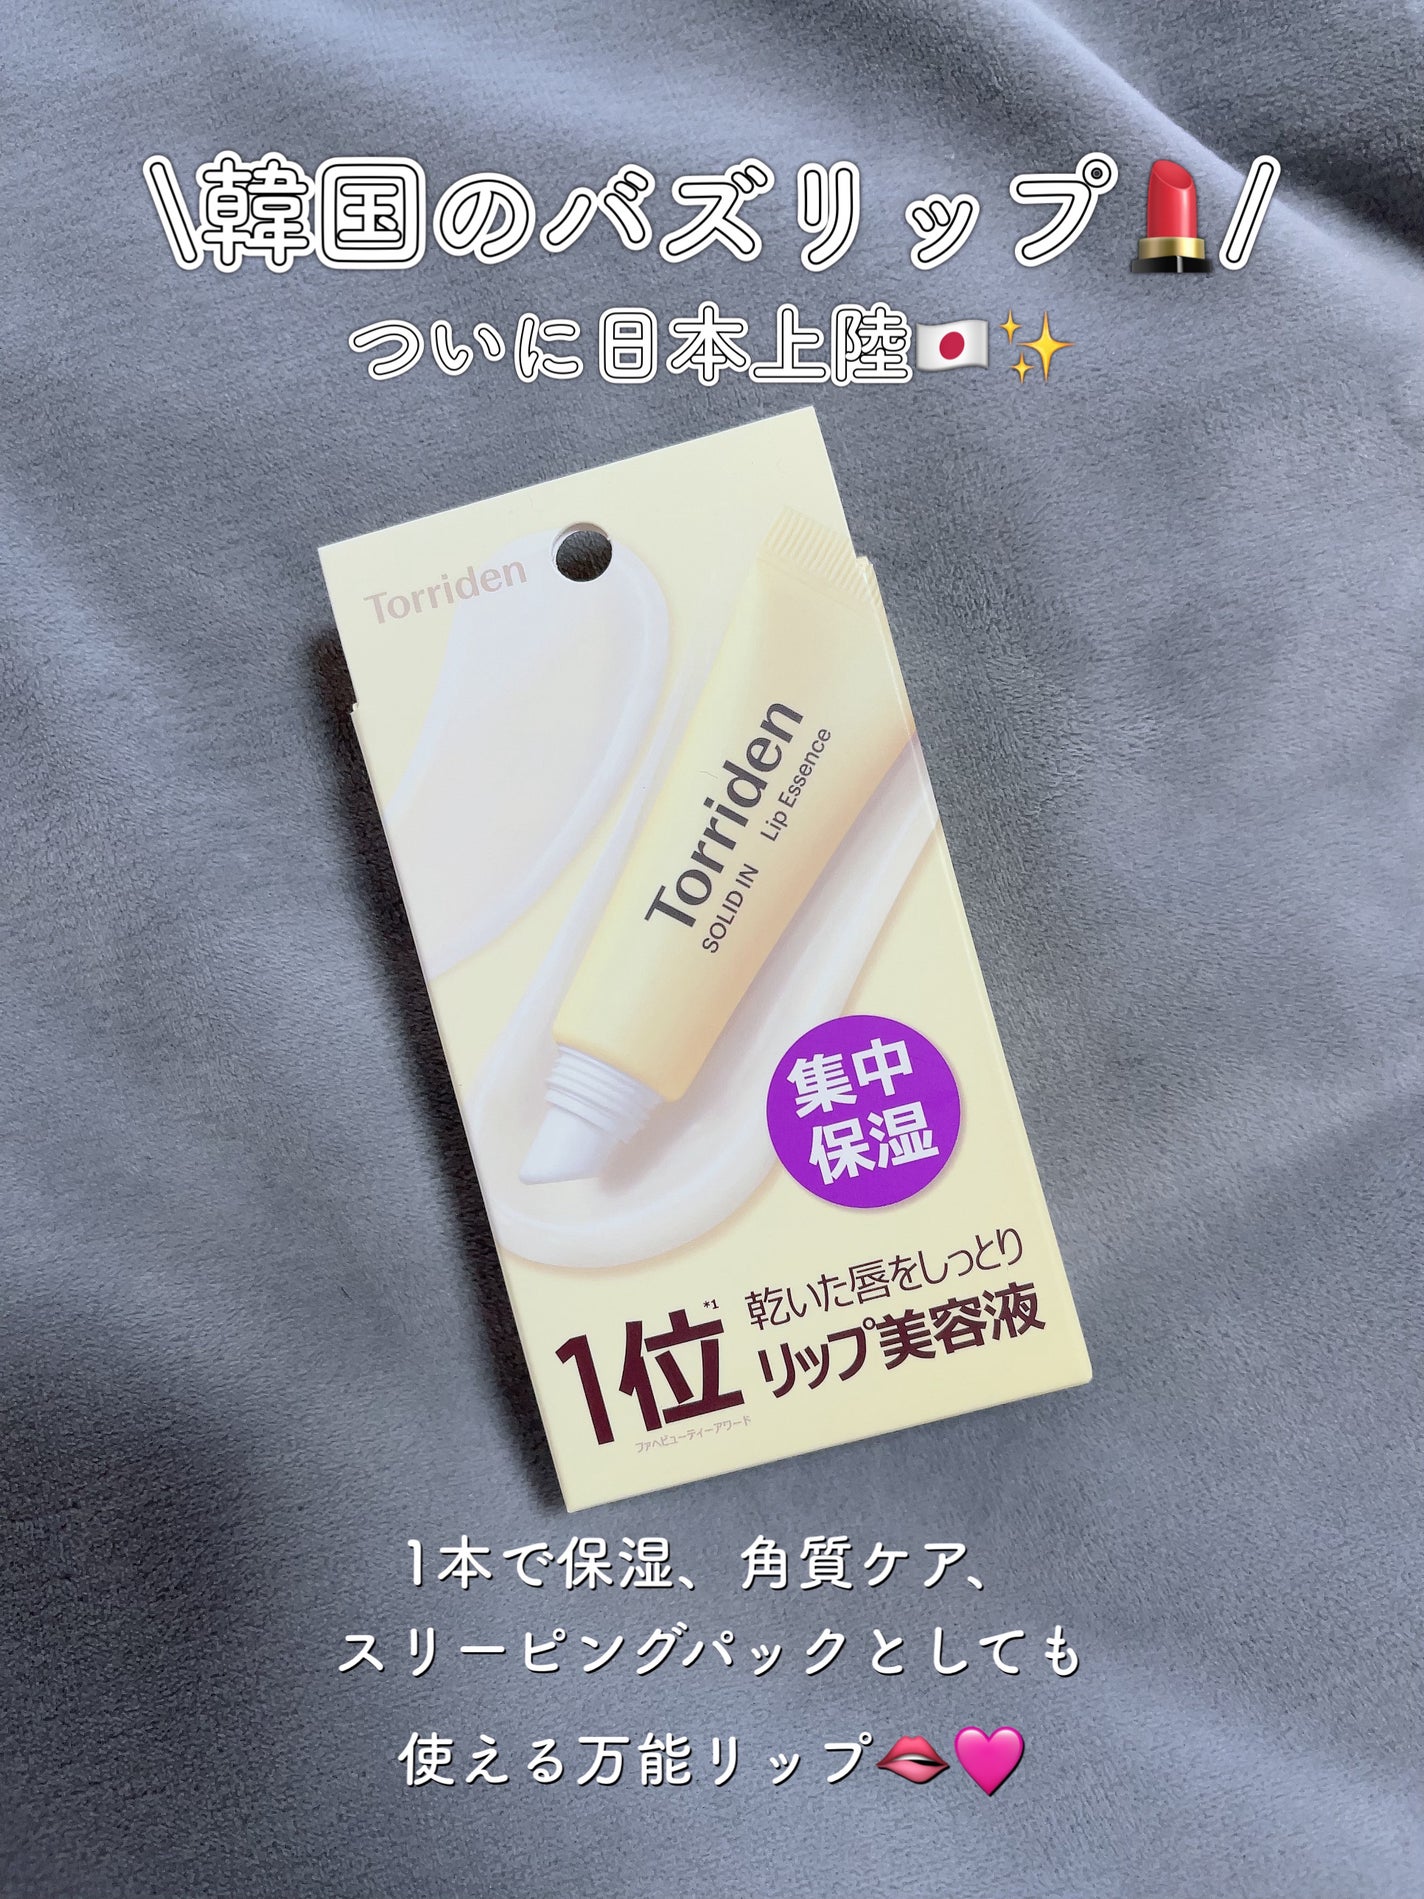 \韓国のバズリップ💄/
ついに日本上陸🇯🇵✨
Torriden
Torriden
SOLID IN Lip Essence
集中
保湿
1位*1
乾いた唇をしっとり
リップ美容液
ファヘビューティーアワード
1本で保湿、角質ケア、
スリーピングパックとしても
使える万能リップ🫦🩷